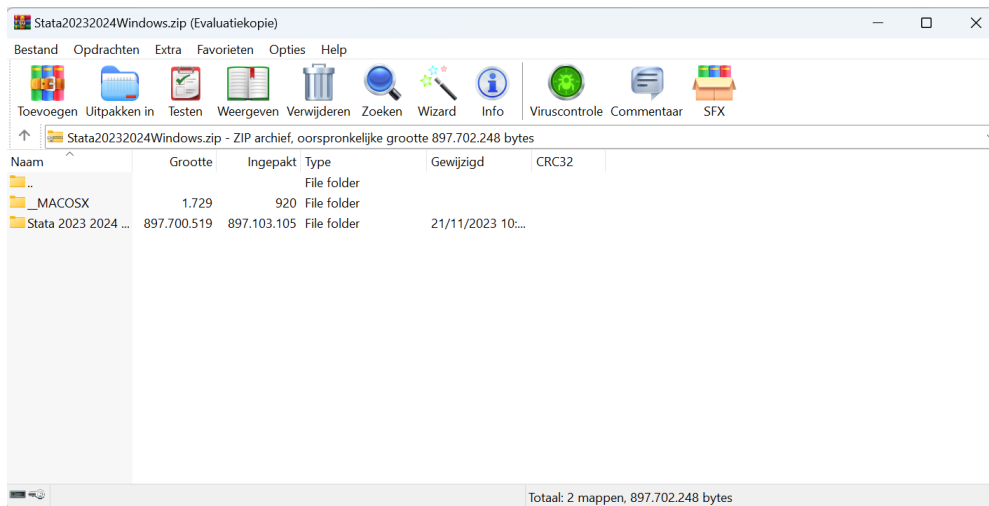 Stata20232024Windows.zip (Evaluatiekopie)
Bestand Opdrachten Extra Favorieten Opties Help
Toevoegen Uitpakken in Testen Weergeven Verwijderen Zoeken Wizard Info Viruscontrole Commentaar SFX
Stata20232024Windows.zip - ZIP archief, oorspronkelijke grootte 897.702.248 bytes
Naam Grootte Ingepakt Type Gewijzigd CRC32
.. File folder
__MACOSX 1.729 920 File folder
Stata 2023 2024 ... 897.700.519 897.103.105 File folder 21/11/2023 10:...
Totaal: 2 mappen, 897.702.248 bytes